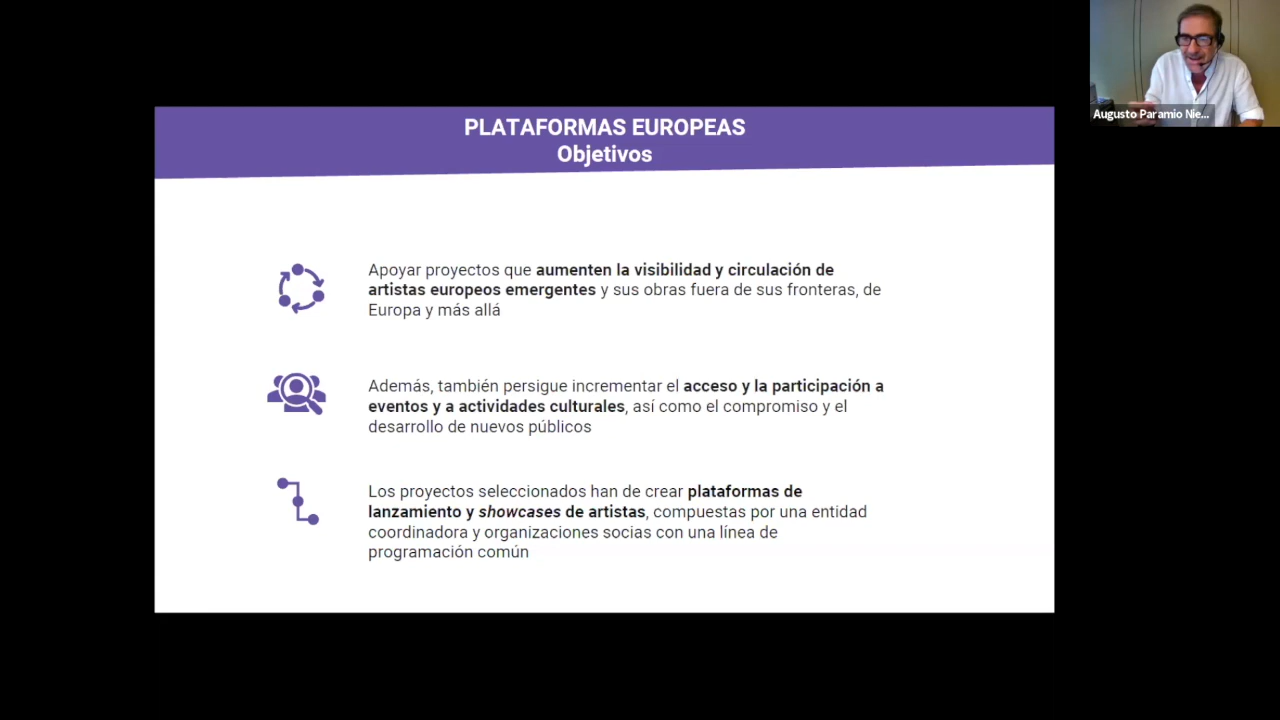 PLATAFORMAS EUROPEAS
Objetivos
Apoyar proyectos que aumenten la visibilidad y circulación de
artistas europeos emergentes y sus obras fuera de sus fronteras, de
Europa y más allá
Además, también persigue incrementar el acceso y la participación a
eventos y a actividades culturales, así como el compromiso y el
desarrollo de nuevos públicos
Los proyectos seleccionados han de crear plataformas de
lanzamiento y showcases de artistas, compuestas por una entidad
coordinadora y organizaciones socias con una línea de
programación común
Augusto Paramio Nie...